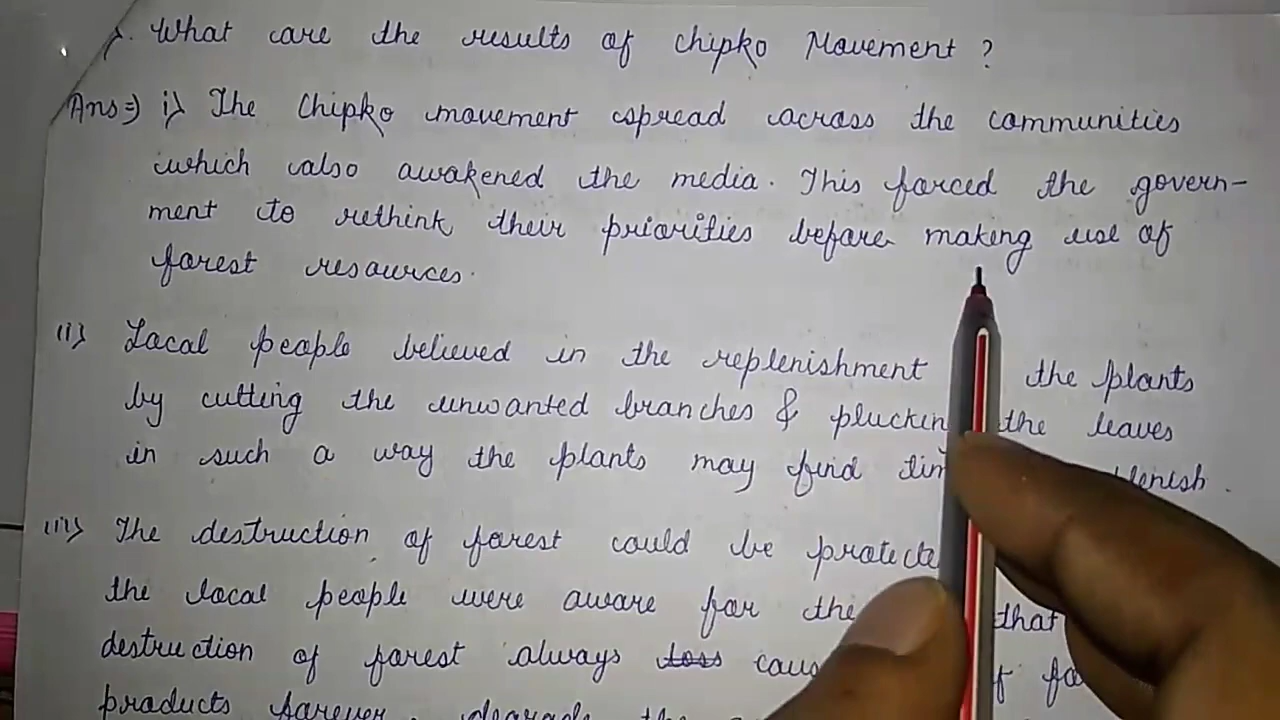 . What are the results of Chipko Movement ?
Ans⇒ i) The Chipko movement spread across the communities
which also awakened the media. This forced the govern-
ment to rethink their priorities before making use of
forest resources.
(i) Local people believed in the replenishment the plants
by cutting the unwanted branches & the leaves
in such a way the plants may find
(iii) The destruction of forest could be
the local people were aware for that
destruction of forest always loss
products forever, degrade the